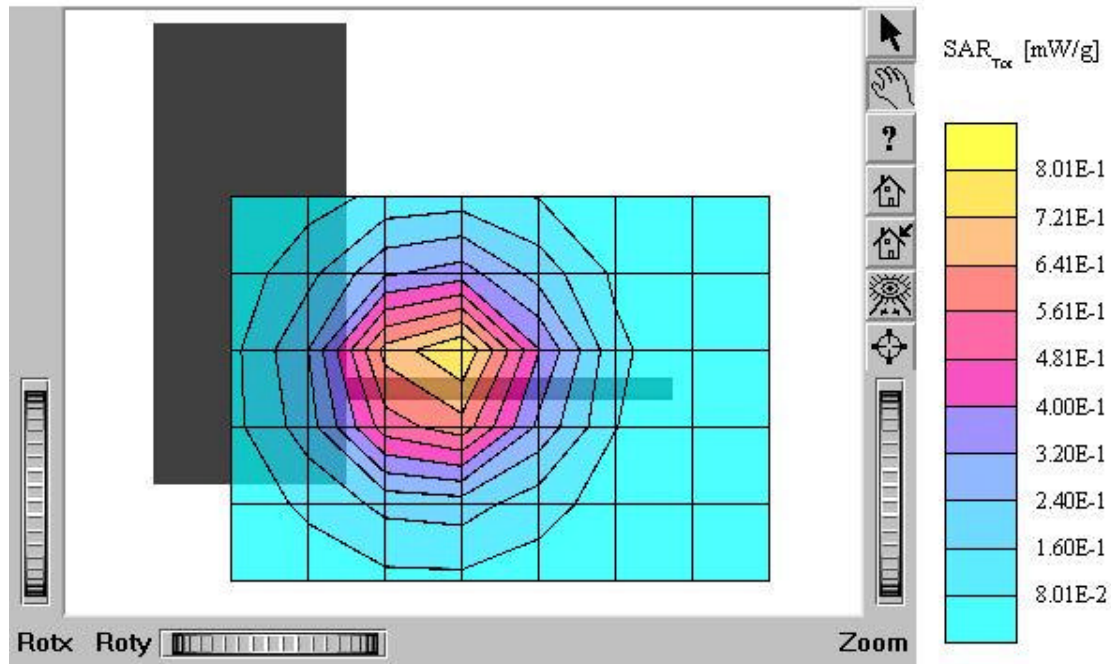 SAR_Tot [mW/g]
?
8.01E-1
7.21E-1
6.41E-1
5.61E-1
4.81E-1
4.00E-1
3.20E-1
2.40E-1
1.60E-1
8.01E-2
Rotx Roty Zoom